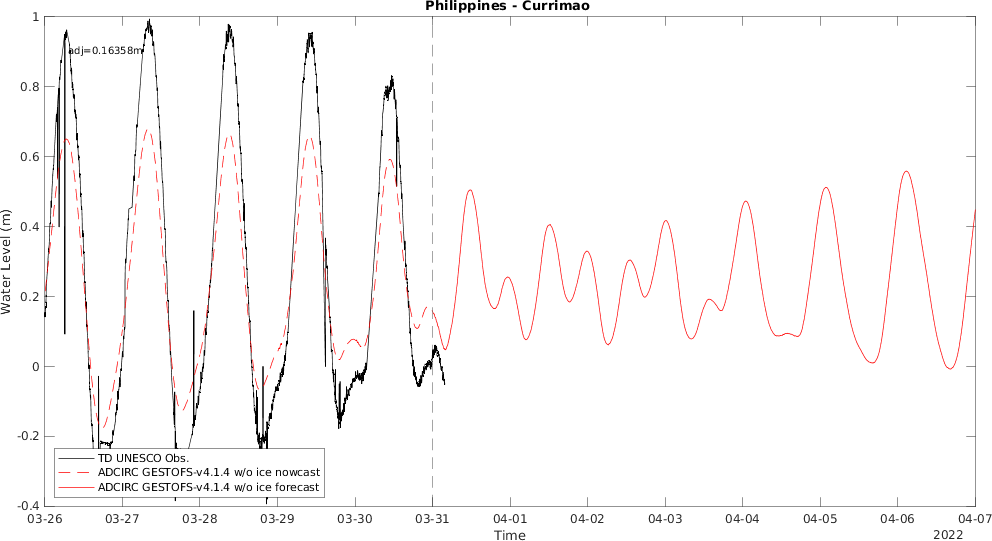 Philippines - Currimao
1
0.8
0.6
0.4
0.2
0
-0.2
-0.4
Water Level (m)
adj=0.16358m
TD UNESCO Obs.
ADCIRC GESTOFS-v4.1.4 w/o ice nowcast
ADCIRC GESTOFS-v4.1.4 w/o ice forecast
03-26 03-27 03-28 03-29 03-30 03-31 04-01 04-02 04-03 04-04 04-05 04-06 04-07
Time
2022